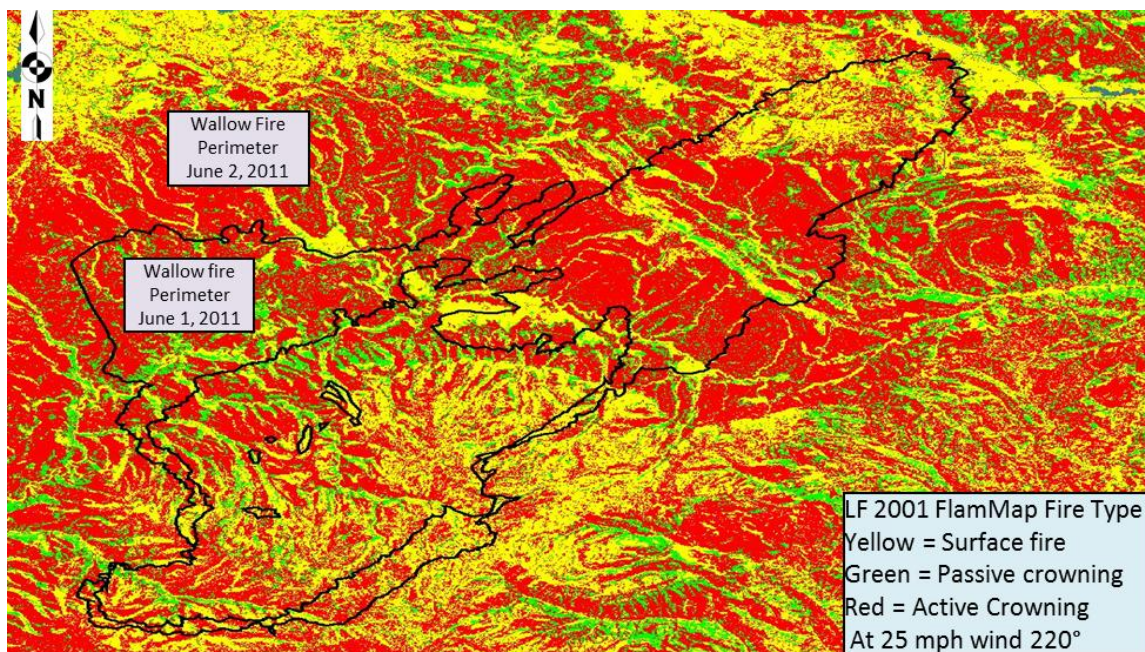 N
Wallow Fire
Perimeter
June 2, 2011
Wallow fire
Perimeter
June 1, 2011
LF 2001 FlamMap Fire Type
Yellow = Surface fire
Green = Passive crowning
Red = Active Crowning
At 25 mph wind 220°